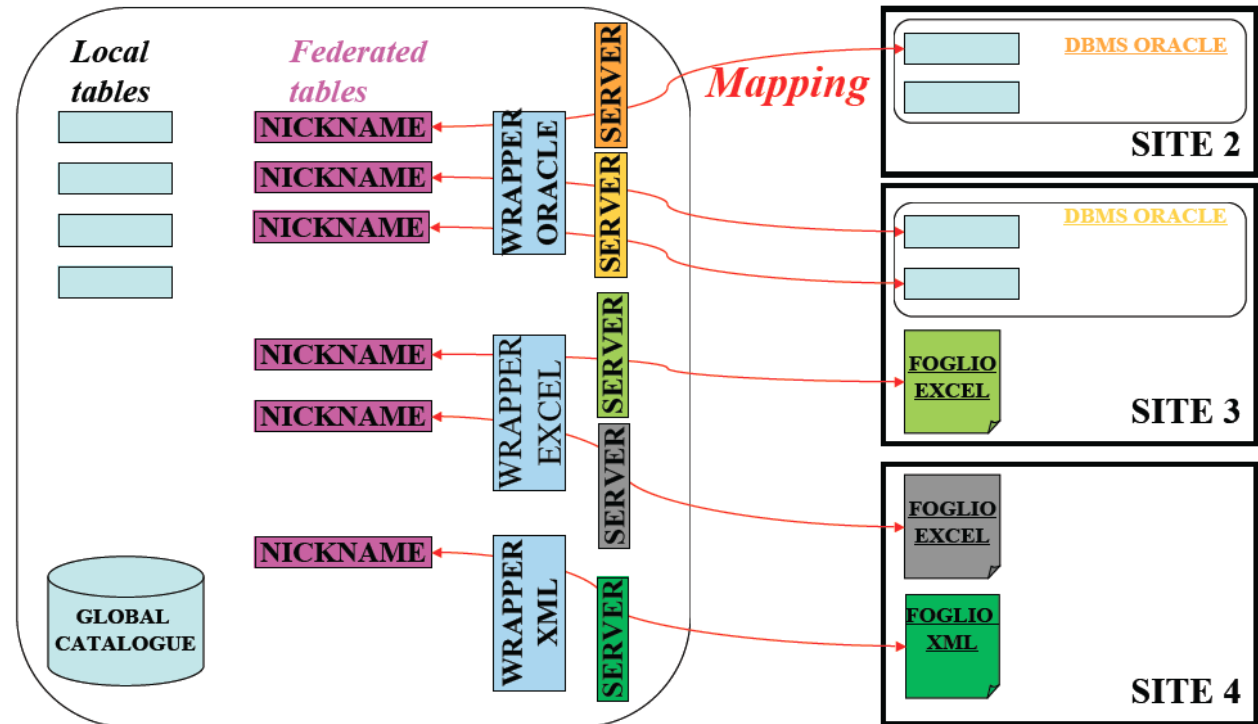 Local
tables
Federated
tables
NICKNAME
NICKNAME
NICKNAME
NICKNAME
NICKNAME
NICKNAME
WRAPPER
ORACLE
WRAPPER
EXCEL
WRAPPER
XML
SERVER
SERVER
SERVER
SERVER
SERVER
GLOBAL
CATALOGUE
Mapping
DBMS ORACLE
SITE 2
DBMS ORACLE
FOGLIO
EXCEL
SITE 3
FOGLIO
EXCEL
FOGLIO
XML
SITE 4